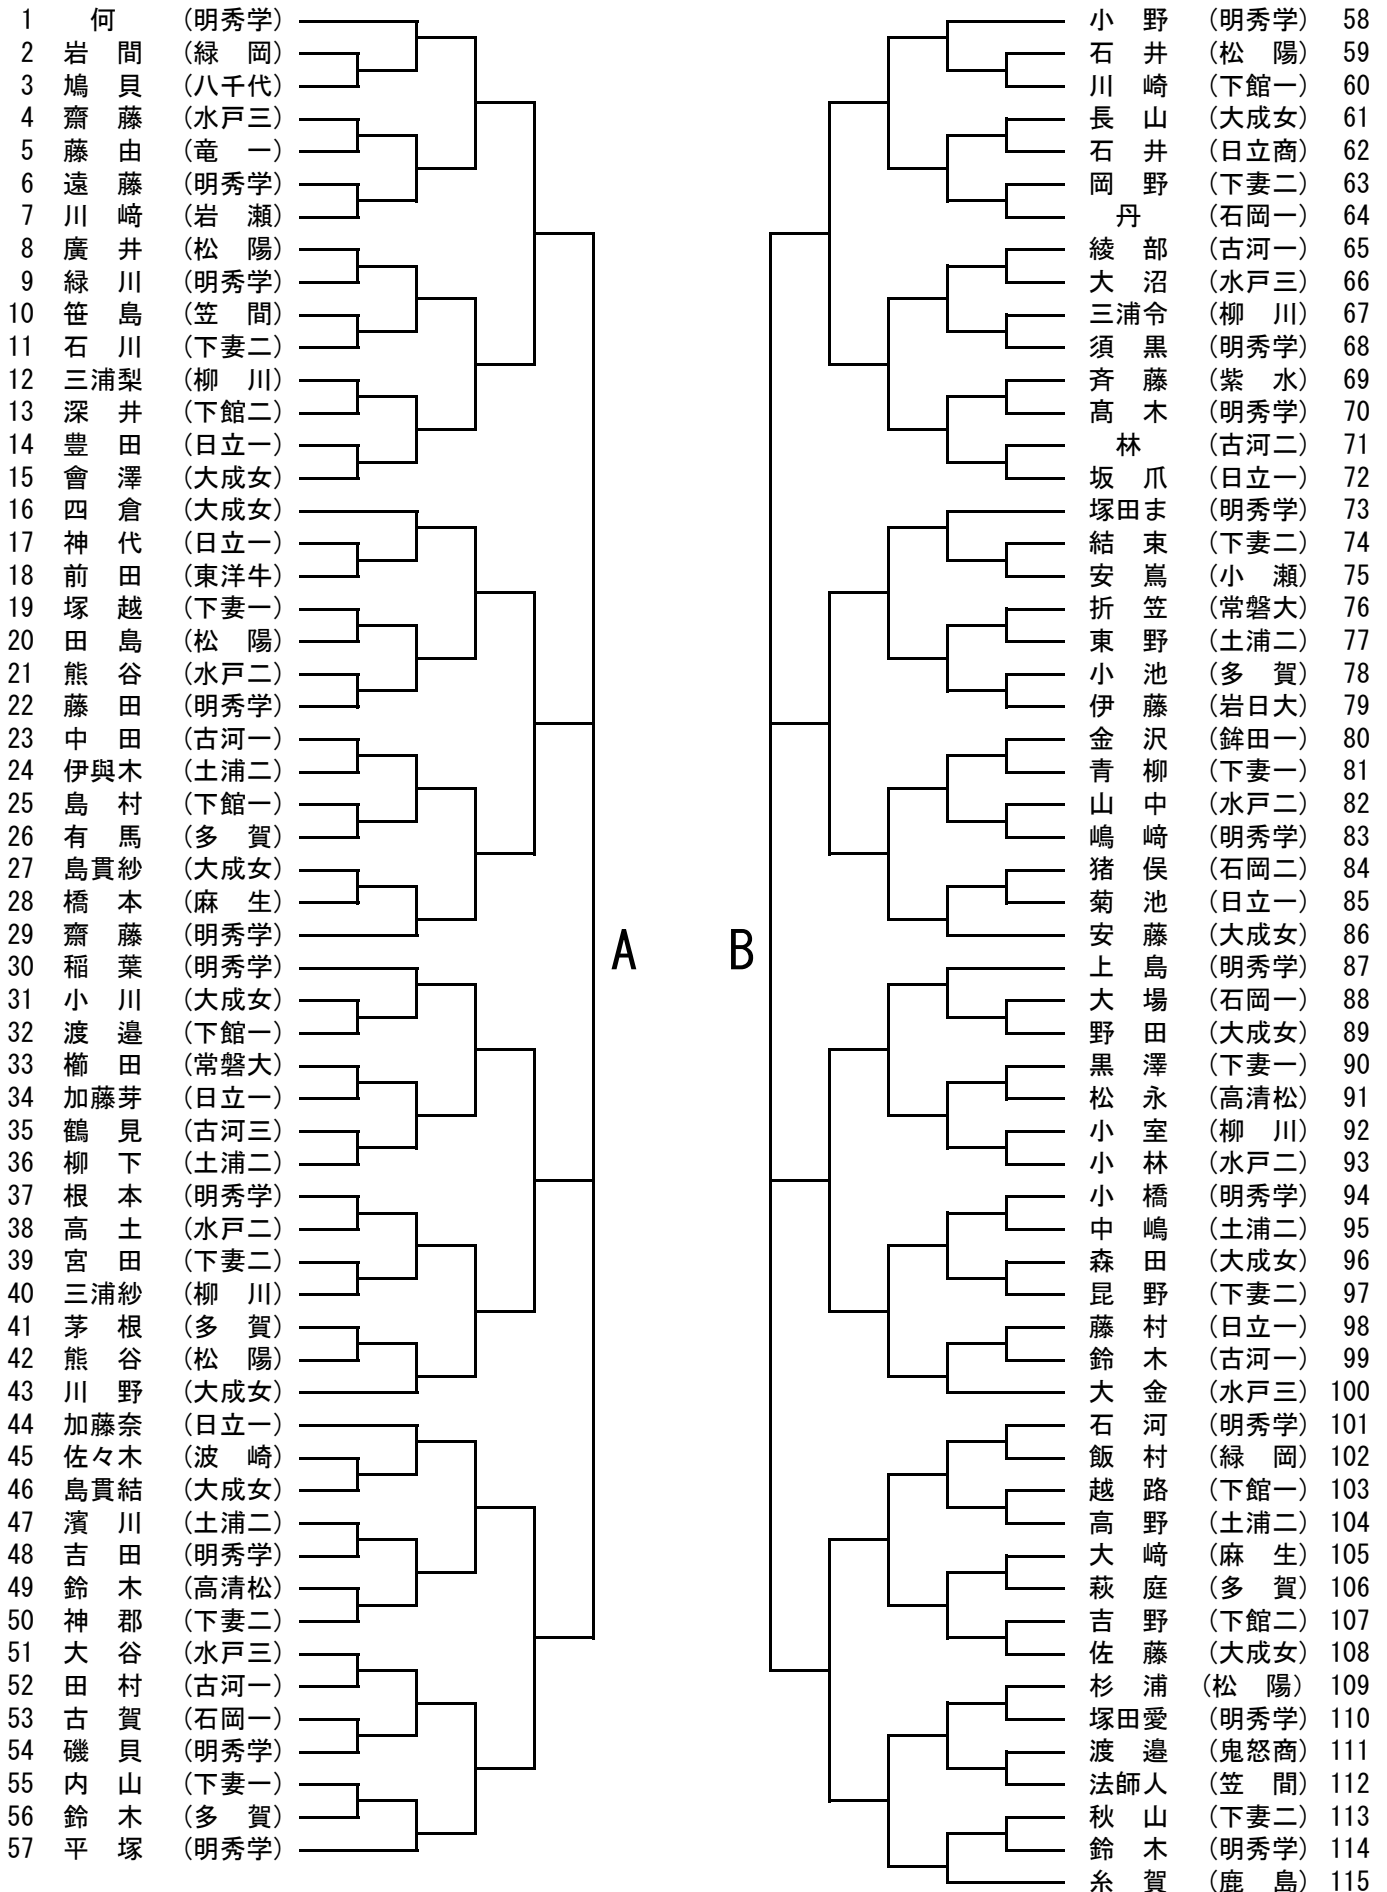 1 何 (明秀学)
2 岩 間 (緑 岡)
3 鳩 貝 (八千代)
4 齋 藤 (水戸三)
5 藤 由 (竜 一)
6 遠 藤 (明秀学)
7 川 﨑 (岩 瀬)
8 廣 井 (松 陽)
9 緑 川 (明秀学)
10 笹 島 (笠 間)
11 石 川 (下妻二)
12 三浦梨 (柳 川)
13 深 井 (下館二)
14 豊 田 (日立一)
15 會 澤 (大成女)
16 四 倉 (大成女)
17 神 代 (日立一)
18 前 田 (東洋牛)
19 塚 越 (下妻一)
20 田 島 (松 陽)
21 熊 谷 (水戸二)
22 藤 田 (明秀学)
23 中 田 (古河一)
24 伊與木 (土浦二)
25 島 村 (下館一)
26 有 馬 (多 賀)
27 島貫紗 (大成女)
28 橋 本 (麻 生)
29 齋 藤 (明秀学)
30 稲 葉 (明秀学)
31 小 川 (大成女)
32 渡 邉 (下館一)
33 櫛 田 (常磐大)
34 加藤芽 (日立一)
35 鶴 見 (古河三)
36 柳 下 (土浦二)
37 根 本 (明秀学)
38 高 土 (水戸二)
39 宮 田 (下妻二)
40 三浦紗 (柳 川)
41 茅 根 (多 賀)
42 熊 谷 (松 陽)
43 川 野 (大成女)
44 加藤奈 (日立一)
45 佐々木 (波 崎)
46 島貫結 (大成女)
47 濱 川 (土浦二)
48 吉 田 (明秀学)
49 鈴 木 (高清松)
50 神 郡 (下妻二)
51 大 谷 (水戸三)
52 田 村 (古河一)
53 古 賀 (石岡一)
54 磯 貝 (明秀学)
55 内 山 (下妻一)
56 鈴 木 (多 賀)
57 平 塚 (明秀学)
A B
小 野 (明秀学) 58
石 井 (松 陽) 59
川 崎 (下館一) 60
長 山 (大成女) 61
石 井 (日立商) 62
岡 野 (下妻二) 63
丹 (石岡一) 64
綾 部 (古河一) 65
大 沼 (水戸三) 66
三浦令 (柳 川) 67
須 黒 (明秀学) 68
斉 藤 (紫 水) 69
髙 木 (明秀学) 70
林 (古河二) 71
坂 爪 (日立一) 72
塚田ま (明秀学) 73
結 束 (下妻二) 74
安 嶌 (小 瀬) 75
折 笠 (常磐大) 76
東 野 (土浦二) 77
小 池 (多 賀) 78
伊 藤 (岩日大) 79
金 沢 (鉾田一) 80
青 柳 (下妻一) 81
山 中 (水戸二) 82
嶋 﨑 (明秀学) 83
猪 俣 (石岡二) 84
菊 池 (日立一) 85
安 藤 (大成女) 86
上 島 (明秀学) 87
大 場 (石岡一) 88
野 田 (大成女) 89
黒 澤 (下妻一) 90
松 永 (高清松) 91
小 室 (柳 川) 92
小 林 (水戸二) 93
小 橋 (明秀学) 94
中 嶋 (土浦二) 95
森 田 (大成女) 96
昆 野 (下妻二) 97
藤 村 (日立一) 98
鈴 木 (古河一) 99
大 金 (水戸三) 100
石 河 (明秀学) 101
飯 村 (緑 岡) 102
越 路 (下館一) 103
高 野 (土浦二) 104
大 﨑 (麻 生) 105
萩 庭 (多 賀) 106
吉 野 (下館二) 107
佐 藤 (大成女) 108
杉 浦 (松 陽) 109
塚田愛 (明秀学) 110
渡 邉 (鬼怒商) 111
法師人 (笠 間) 112
秋 山 (下妻二) 113
鈴 木 (明秀学) 114
糸 賀 (鹿 島) 115